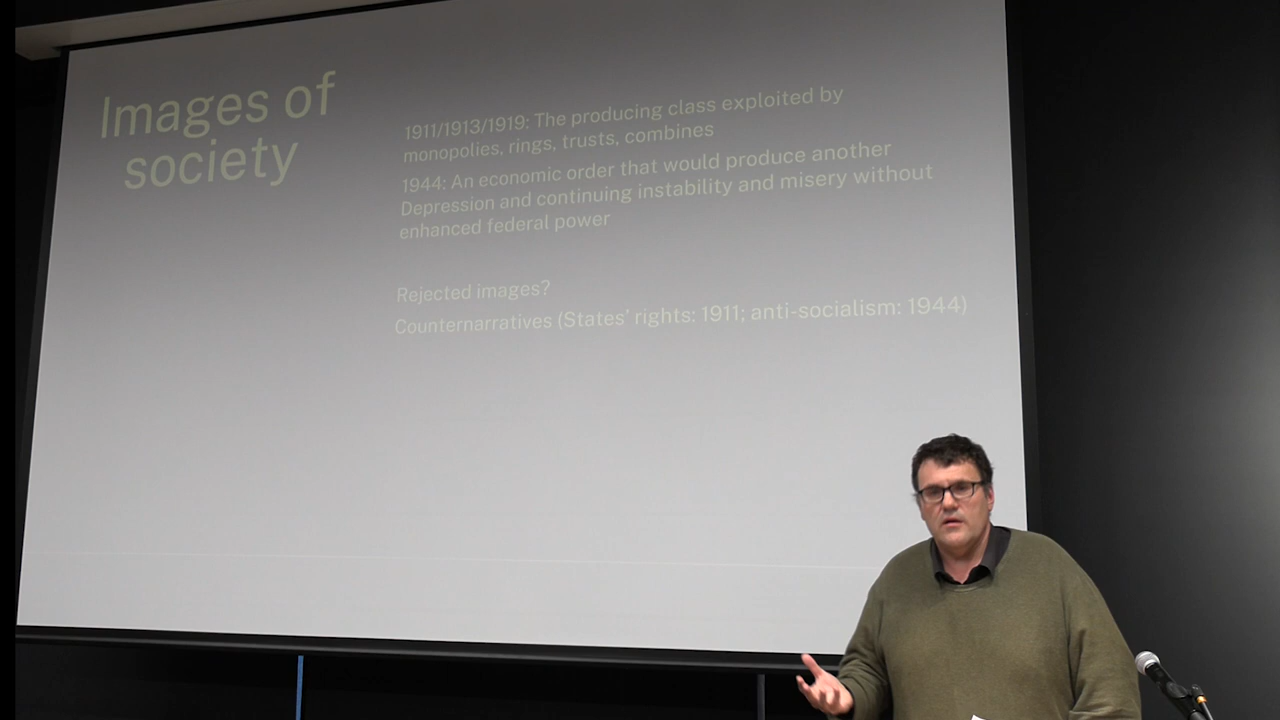 Images of
society
1911/1913/1919: The producing class exploited by
monopolies, rings, trusts, combines
1944: An economic order that would produce another
Depression and continuing instability and misery without
enhanced federal power
Rejected images?
Counternarratives (States' rights: 1911; anti-socialism: 1944)